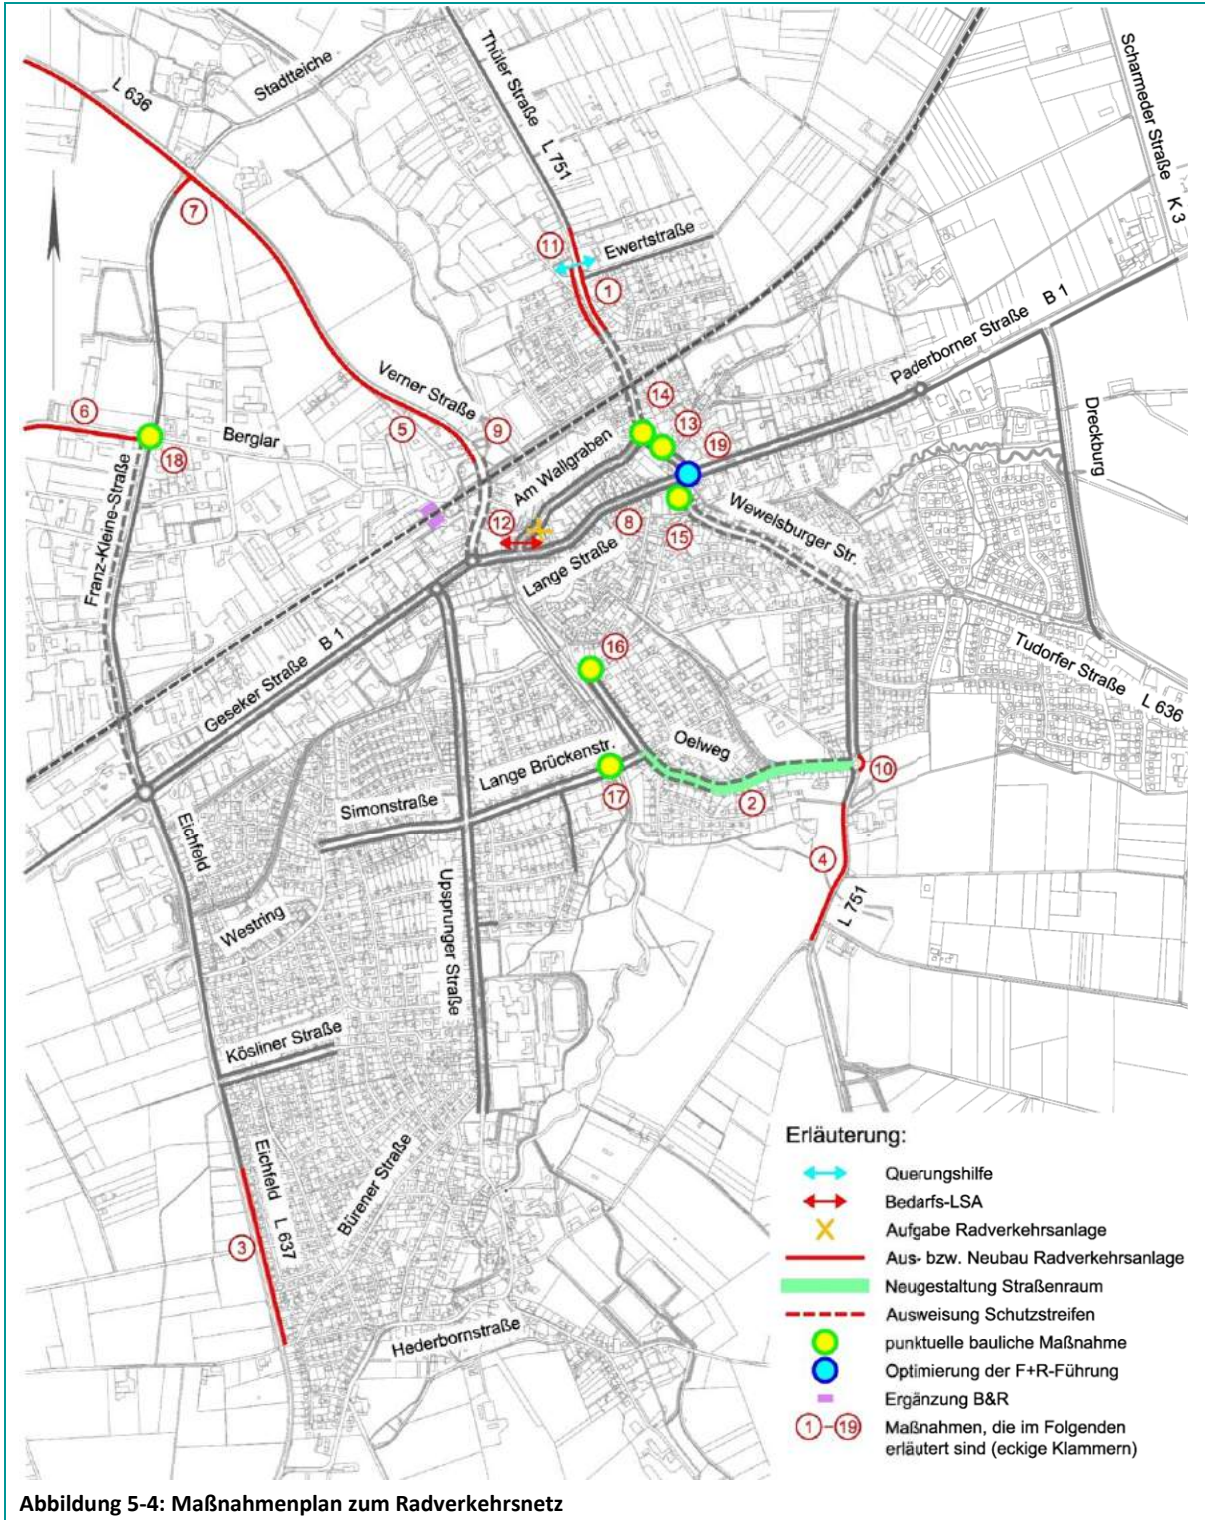 L 636
Stadtteiche
Thüler Straße
L 751
Scharmeder Straße
K 3
7
11
Ewertstraße
1
Paderborner Straße B 1
Verner Straße
6
5
9
14
13
19
Berglar
18
Am Wallgraben
Dreckburg
Franz-Kleine-Straße
12
8
15
Wewelsburger Str.
Lange Straße
Geseker Straße B 1
16
Tudorfer Straße
L 636
Oelweg
Lange Brückenstr.
10
17
2
Simonstraße
Eichfeld
4
L 751
Westring
Upsprunger Straße
Kösliner Straße
Eichfeld
L 637
Bürener Straße
3
Hederbornstraße
Erläuterung:
Querungshilfe
Bedarfs-LSA
Aufgabe Radverkehrsanlage
Aus- bzw. Neubau Radverkehrsanlage
Neugestaltung Straßenraum
Ausweisung Schutzstreifen
punktuelle bauliche Maßnahme
Optimierung der F+R-Führung
Ergänzung B&R
1 - 19 Maßnahmen, die im Folgenden
erläutert sind (eckige Klammern)
Abbildung 5-4: Maßnahmenplan zum Radverkehrsnetz